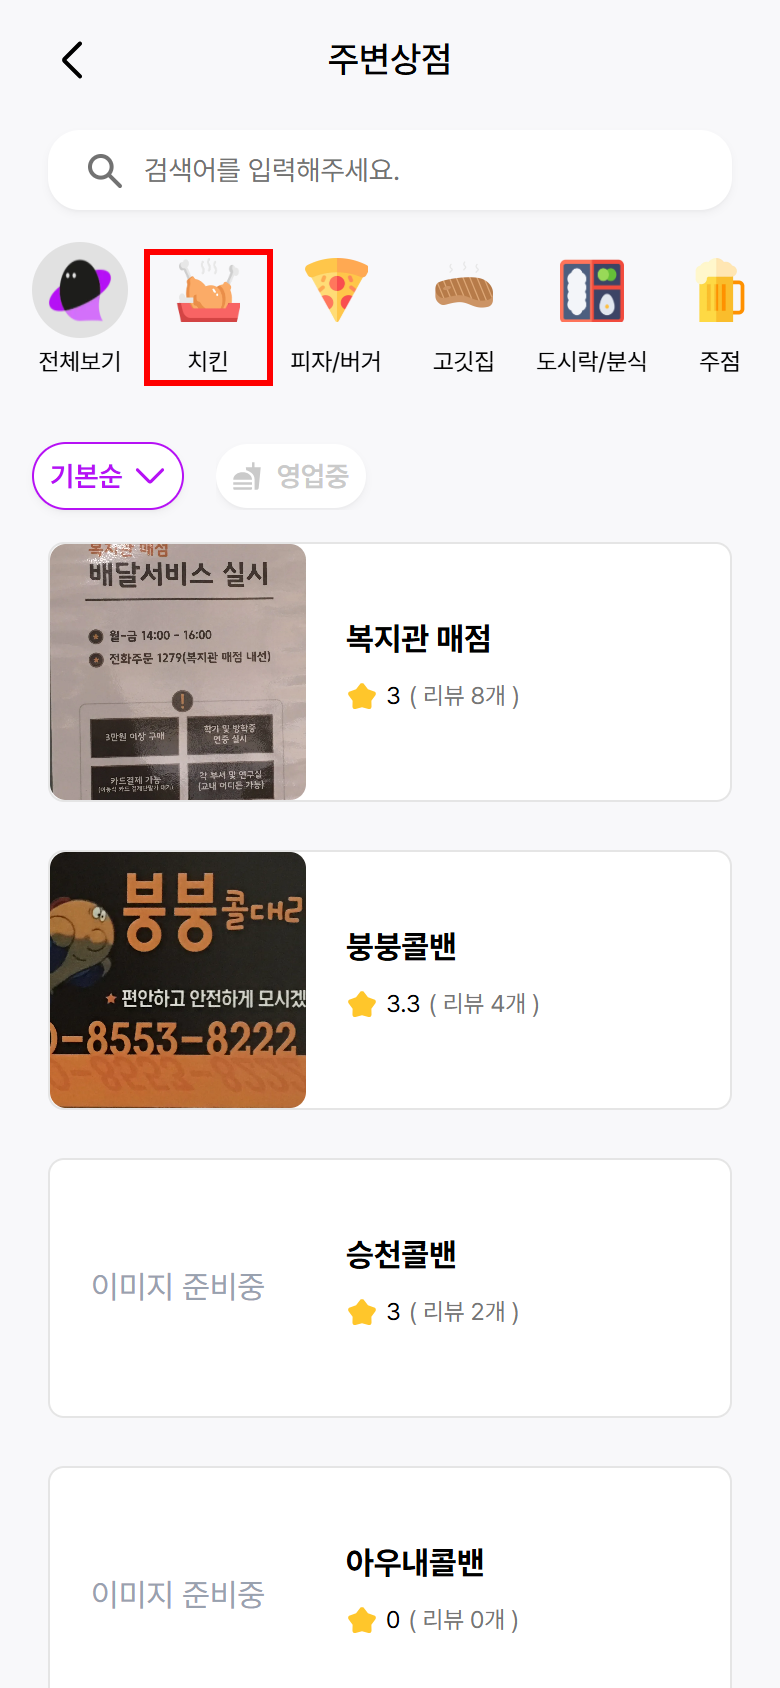 주변상점
검색어를 입력해주세요.
전체보기
치킨
피자/버거
고깃집
도시락/분식
주점
기본순
영업중
복지관 매점
배달서비스 실시
월-금 14:00 - 16:00
전화주문 1279(복지관 매점 내선)
3만원 이상 구매
학기 및 방학중
연중 실시
카드결제 가능
각 부서 및 연구실
(교내 어디든 가능)
복지관 매점
3 ( 리뷰 8개 )
붕붕콜대리
편안하고 안전하게 모시겠
0-8553-8222
붕붕콜밴
3.3 ( 리뷰 4개 )
이미지 준비중
승천콜밴
3 ( 리뷰 2개 )
이미지 준비중
아우내콜밴
0 ( 리뷰 0개 )